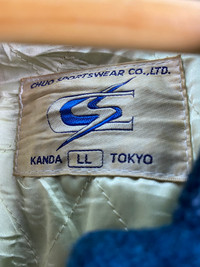 CHUO SPORTSWEAR CO., LTD.
CS
KANDA LL TOKYO